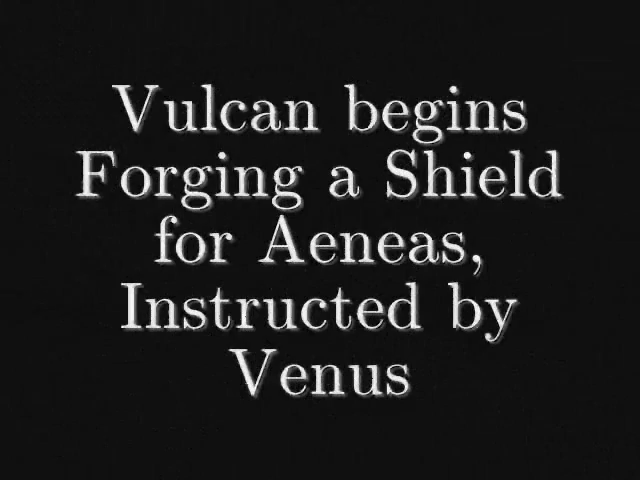 Vulcan begins
Forging a Shield
for Aeneas,
Instructed by
Venus